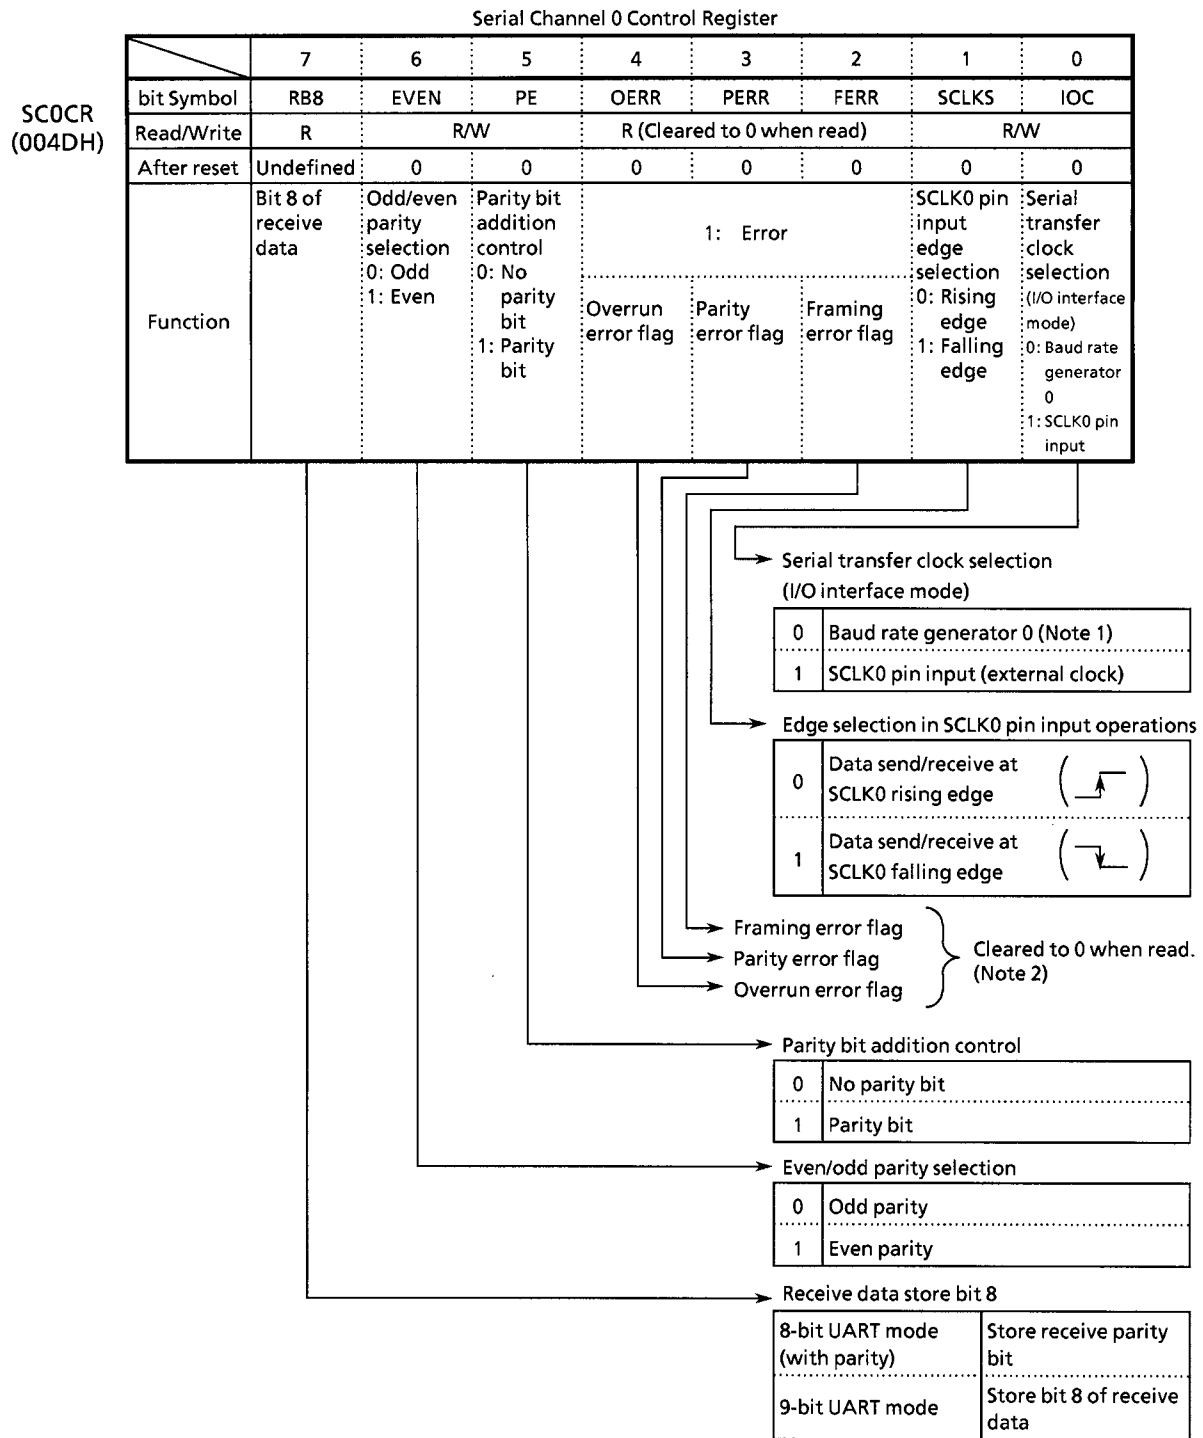 Serial Channel 0 Control Register
SC0CR
(004DH)
7 6 5 4 3 2 1 0
bit Symbol RB8 EVEN PE OERR PERR FERR SCLKS IOC
Read/Write R R/W R (Cleared to 0 when read) R/W
After reset Undefined 0 0 0 0 0 0 0
Function
Bit 8 of
receive
data
Odd/even
parity
selection
0: Odd
1: Even
Parity bit
addition
control
0: No
parity
bit
1: Parity
bit
1: Error
Overrun
error flag
Parity
error flag
Framing
error flag
SCLK0 pin
input
edge
selection
0: Rising
edge
1: Falling
edge
Serial
transfer
clock
selection
(I/O interface
mode)
0: Baud rate
generator
0
1: SCLK0 pin
input
Serial transfer clock selection
(I/O interface mode)
0 Baud rate generator 0 (Note 1)
1 SCLK0 pin input (external clock)
Edge selection in SCLK0 pin input operations
0 Data send/receive at
SCLK0 rising edge
1 Data send/receive at
SCLK0 falling edge
Framing error flag
Parity error flag
Overrun error flag
Cleared to 0 when read.
(Note 2)
Parity bit addition control
0 No parity bit
1 Parity bit
Even/odd parity selection
0 Odd parity
1 Even parity
Receive data store bit 8
8-bit UART mode
(with parity)
Store receive parity
bit
9-bit UART mode
Store bit 8 of receive
data